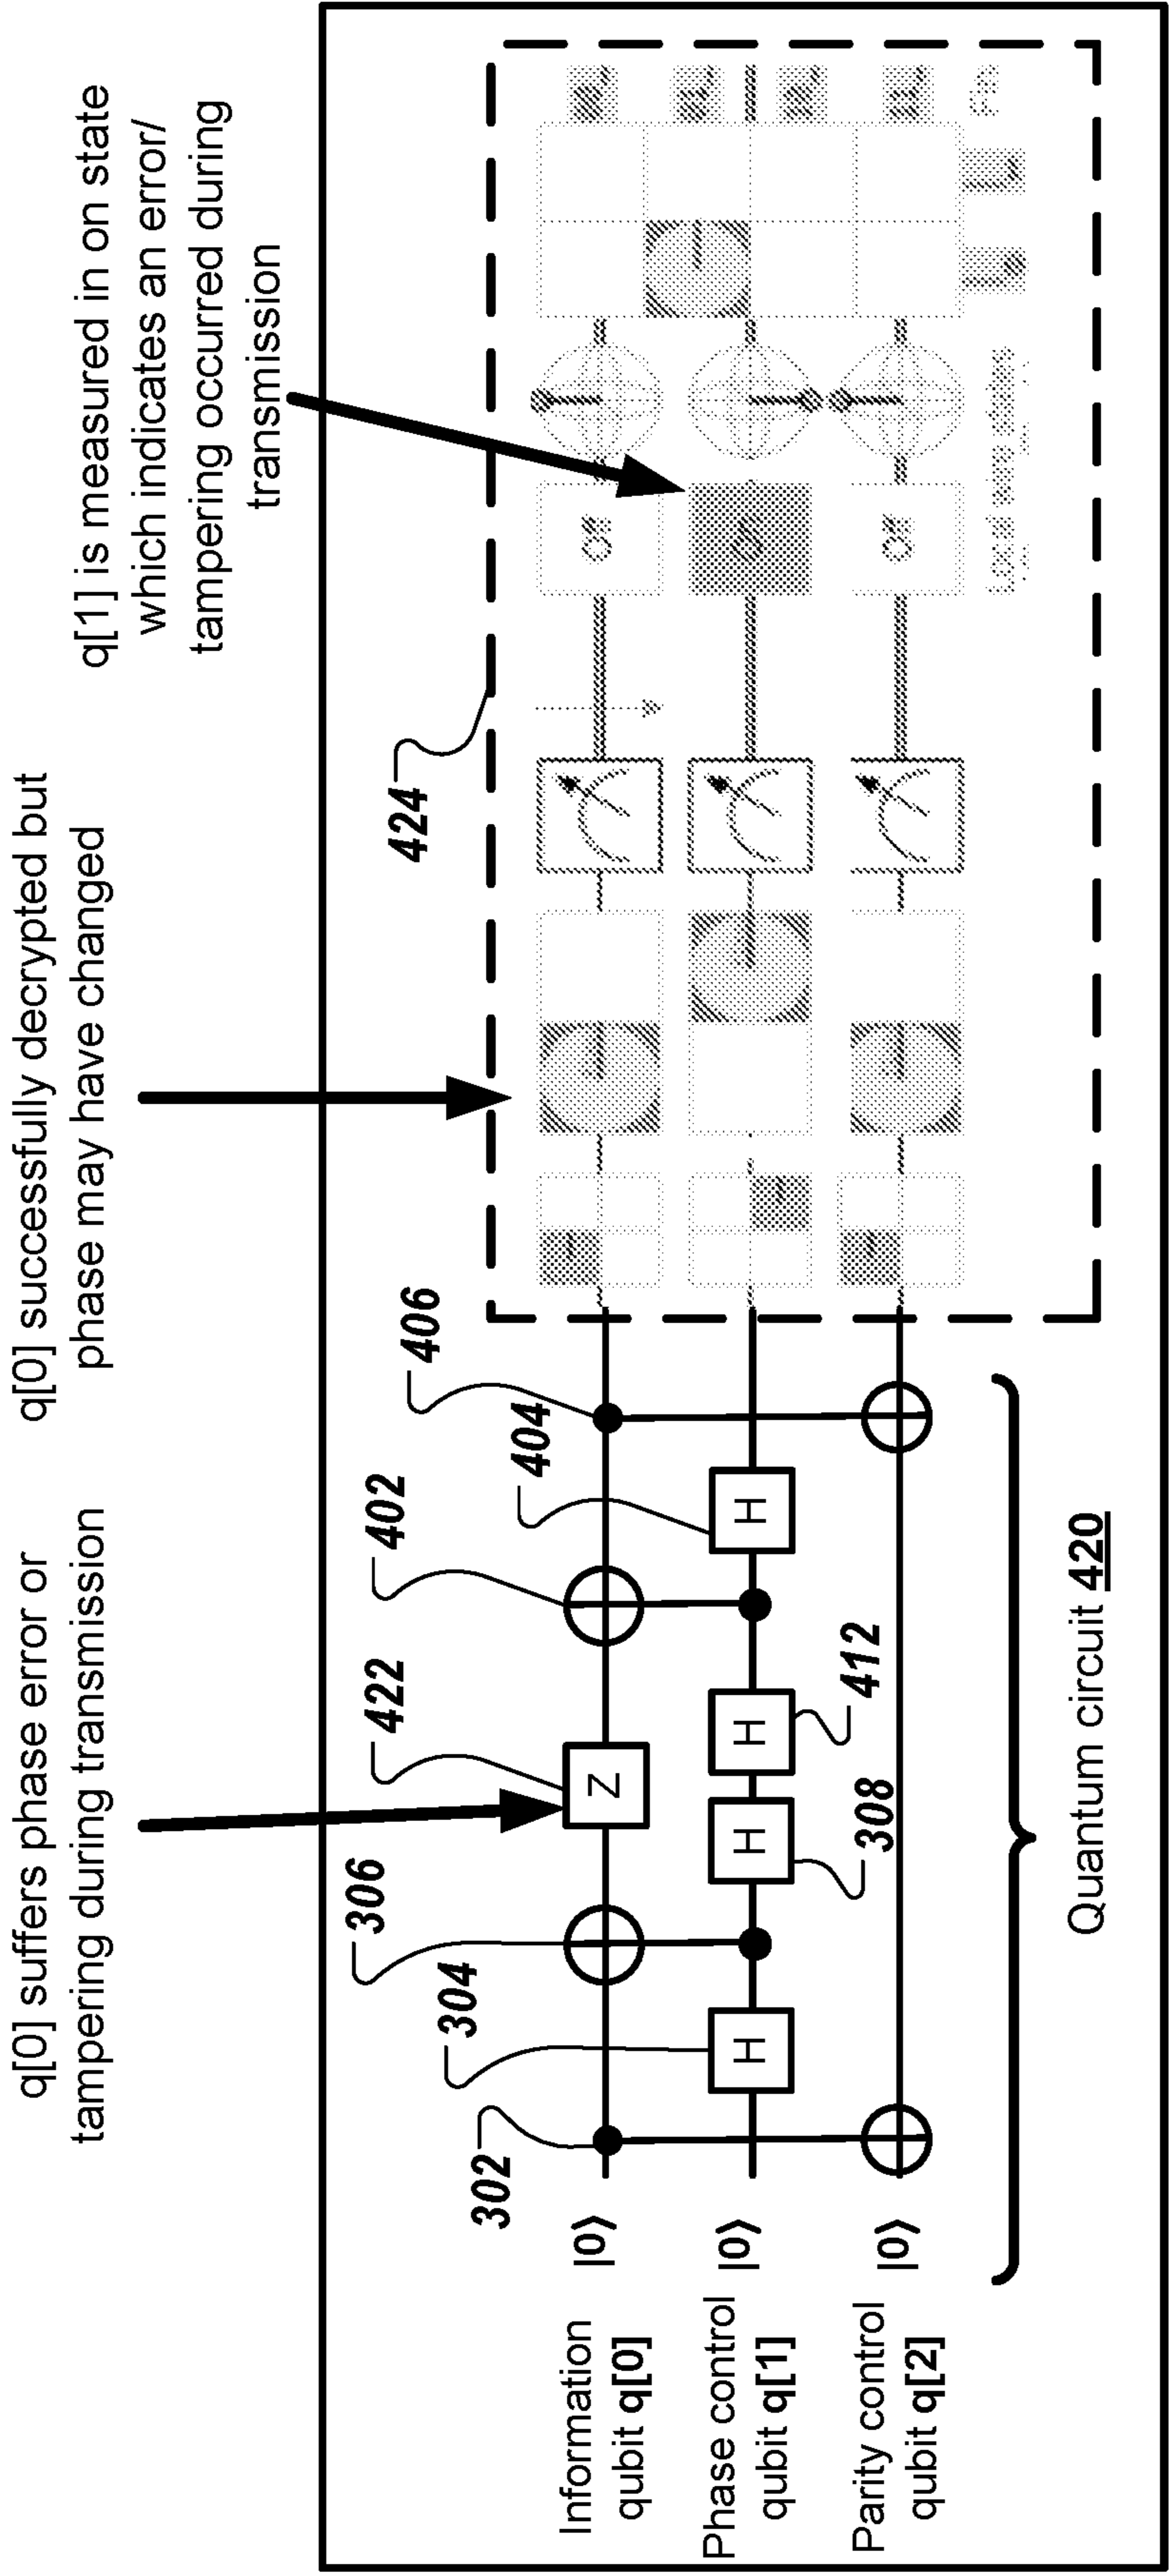 q[0] suffers phase error or
tampering during transmission
q[0] successfully decrypted but
phase may have changed
q[1] is measured in on state
which indicates an error/
tampering occurred during
transmission
302
304
306
422
402
404
406
424
Information
qubit q[0]
|0⟩
Z
Off
Phase control
qubit q[1]
|0⟩
H
H
H
H
On
308
412
Parity control
qubit q[2]
|0⟩
Off
Quantum circuit 420